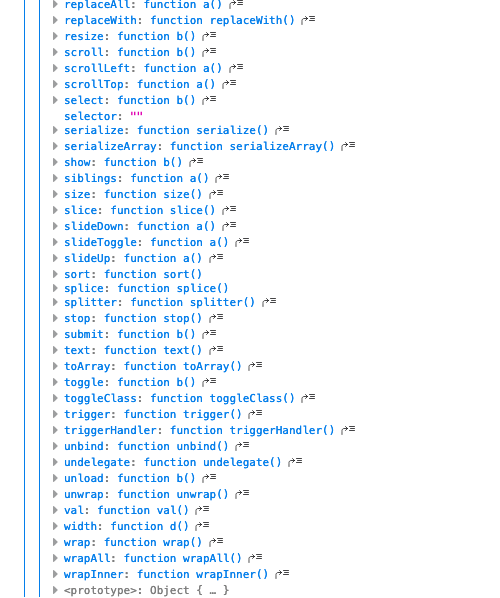 replaceAll: function a()
replaceWith: function replaceWith()
resize: function b()
scroll: function b()
scrollLeft: function a()
scrollTop: function a()
select: function b()
selector: ""
serialize: function serialize()
serializeArray: function serializeArray()
show: function b()
siblings: function a()
size: function size()
slice: function slice()
slideDown: function a()
slideToggle: function a()
slideUp: function a()
sort: function sort()
splice: function splice()
splitter: function splitter()
stop: function stop()
submit: function b()
text: function text()
toArray: function toArray()
toggle: function b()
toggleClass: function toggleClass()
trigger: function trigger()
triggerHandler: function triggerHandler()
unbind: function unbind()
undelegate: function undelegate()
unload: function b()
unwrap: function unwrap()
val: function val()
width: function d()
wrap: function wrap()
wrapAll: function wrapAll()
wrapInner: function wrapInner()
<prototype>: Object { … }